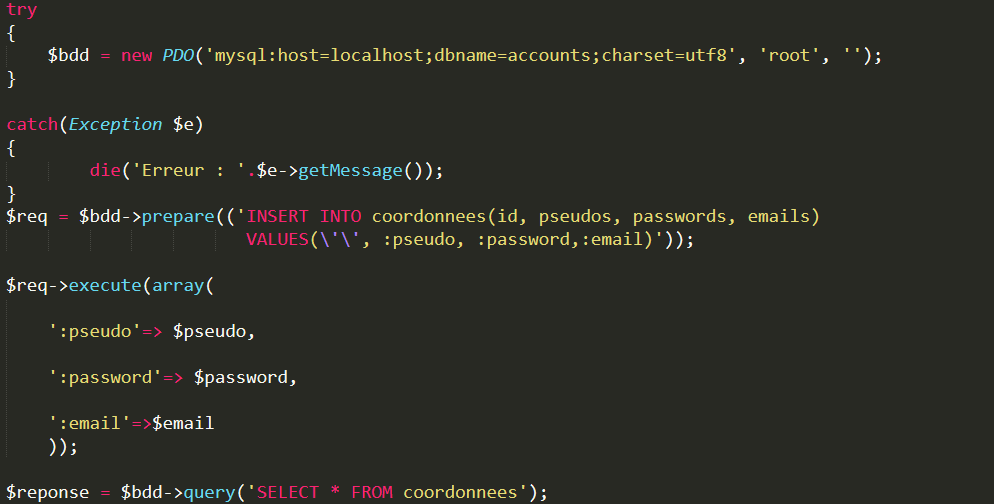 try
{
$bdd = new PDO('mysql:host=localhost;dbname=accounts;charset=utf8', 'root', '');
}
catch(Exception $e)
{
die('Erreur : '.$e->getMessage());
}
$req = $bdd->prepare(('INSERT INTO coordonnees(id, pseudos, passwords, emails)
VALUES(\'\', :pseudo, :password,:email)'));
$req->execute(array(
':pseudo'=> $pseudo,
':password'=> $password,
':email'=>$email
));
$reponse = $bdd->query('SELECT * FROM coordonnees');